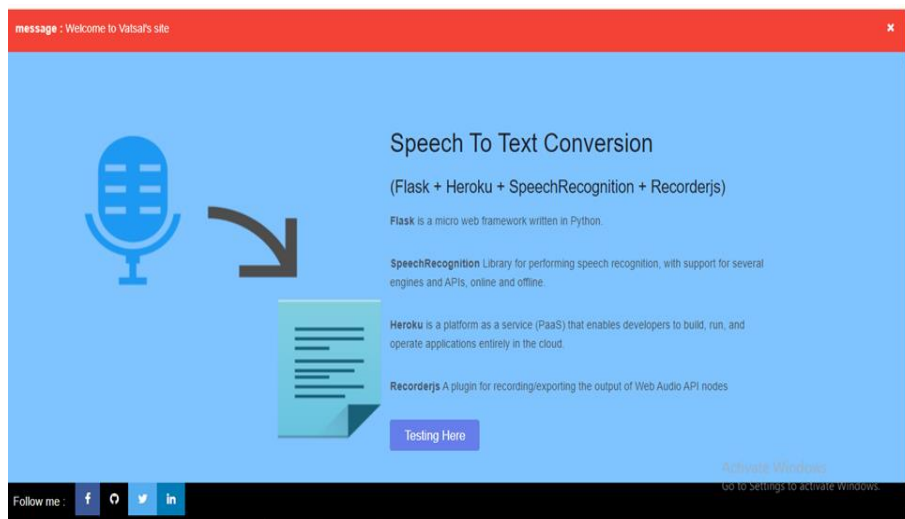 message : Welcome to Vatsal's site
Speech To Text Conversion
(Flask + Heroku + SpeechRecognition + Recorderjs)
Flask is a micro web framework written in Python.
SpeechRecognition Library for performing speech recognition, with support for several
engines and APIs, online and offline.
Heroku is a platform as a service (PaaS) that enables developers to build, run, and
operate applications entirely in the cloud.
Recorderjs A plugin for recording/exporting the output of Web Audio API nodes
Testing Here
Activate Windows
Go to Settings to activate Windows.
Follow me :